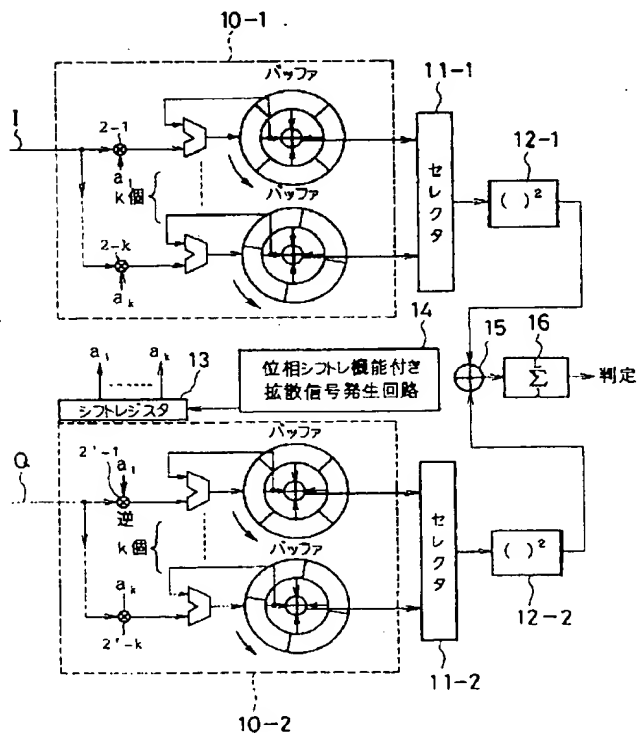 10-1
バッファ
11-1
I
2-1
a₁
k個
セレクタ
12-1
( )²
バッファ
2-k
aₖ
14
a₁ aₖ
13
位相シフトレ機能付き
拡散信号発生回路
15
16
Σ
判定
シフトレジスタ
バッファ
Q
2'-1
a₁
逆
k個
セレクタ
バッファ
( )²
aₖ
2'-k
12-2
11-2
10-2